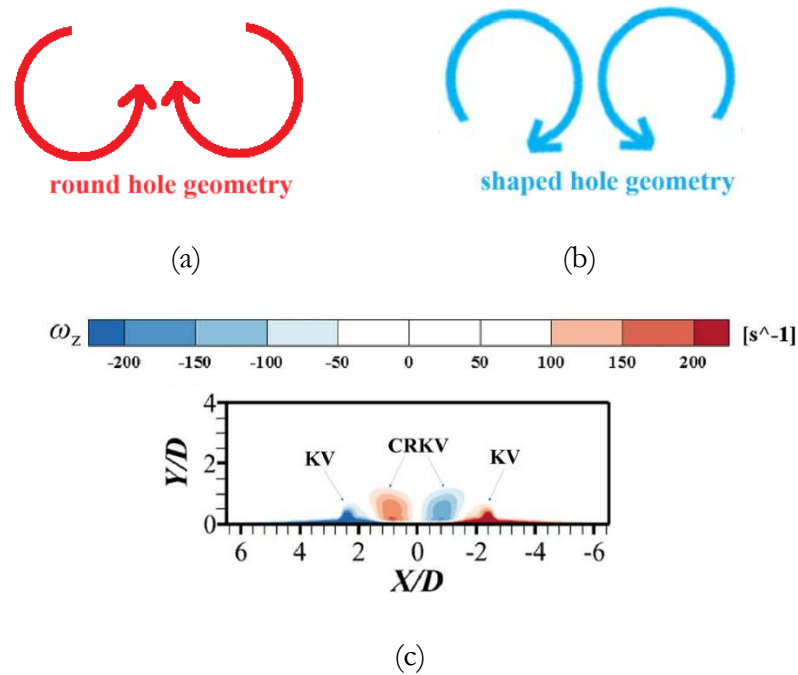 round hole geometry
shaped hole geometry
(a)
(b)
ωz
[s^-1]
-200 -150 -100 -50 0 50 100 150 200
4
2
0
Y/D
KV CRKV KV
6 4 2 0 -2 -4 -6
X/D
(c)